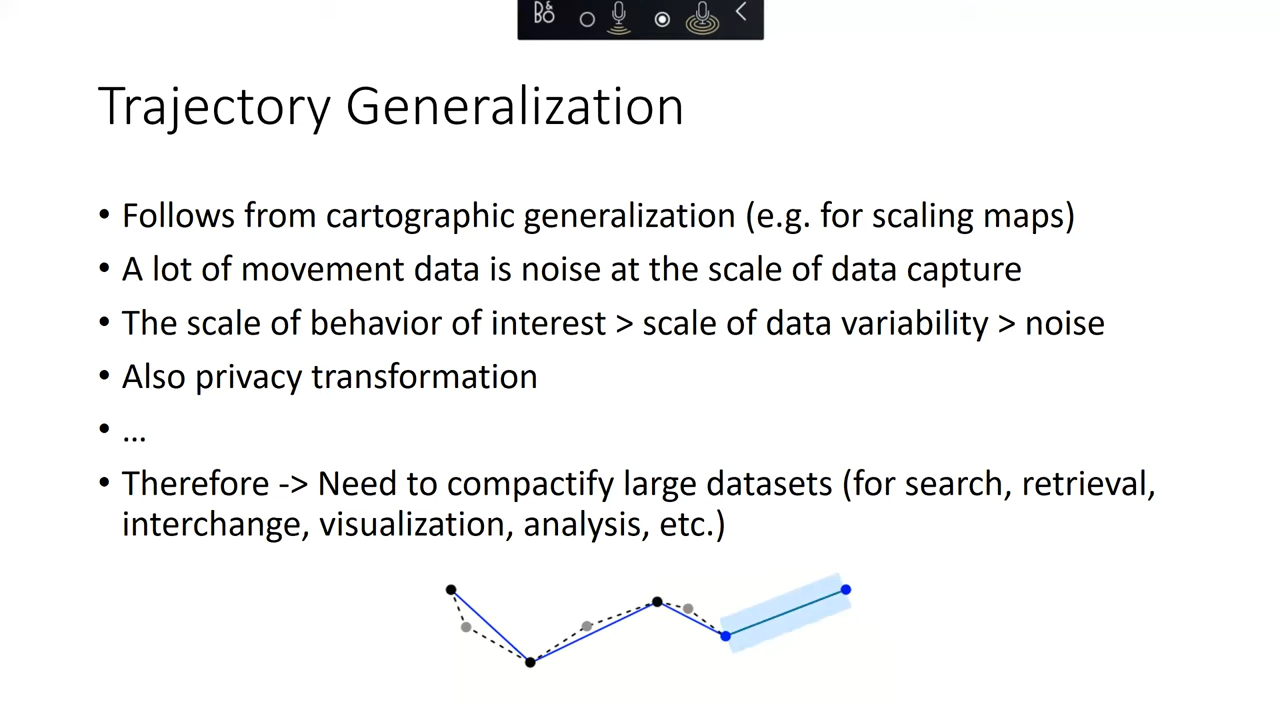 B&O
Trajectory Generalization
• Follows from cartographic generalization (e.g. for scaling maps)
• A lot of movement data is noise at the scale of data capture
• The scale of behavior of interest > scale of data variability > noise
• Also privacy transformation
• ...
• Therefore -> Need to compactify large datasets (for search, retrieval,
interchange, visualization, analysis, etc.)